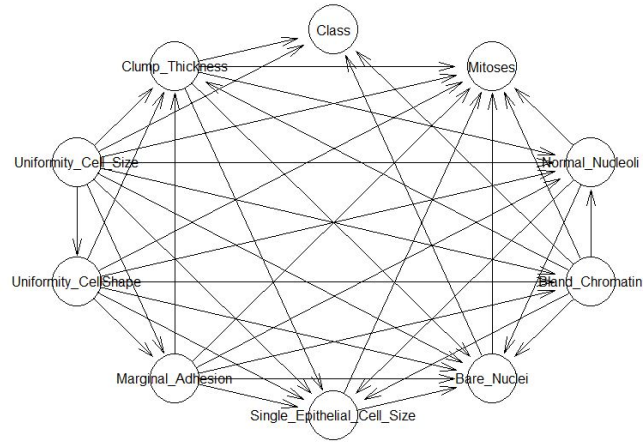 Class
Clump_Thickness
Mitoses
Uniformity_Cell_Size
Normal_Nucleoli
Uniformity_CellShape
Bland_Chromatin
Marginal_Adhesion
Bare_Nuclei
Single_Epithelial_Cell_Size